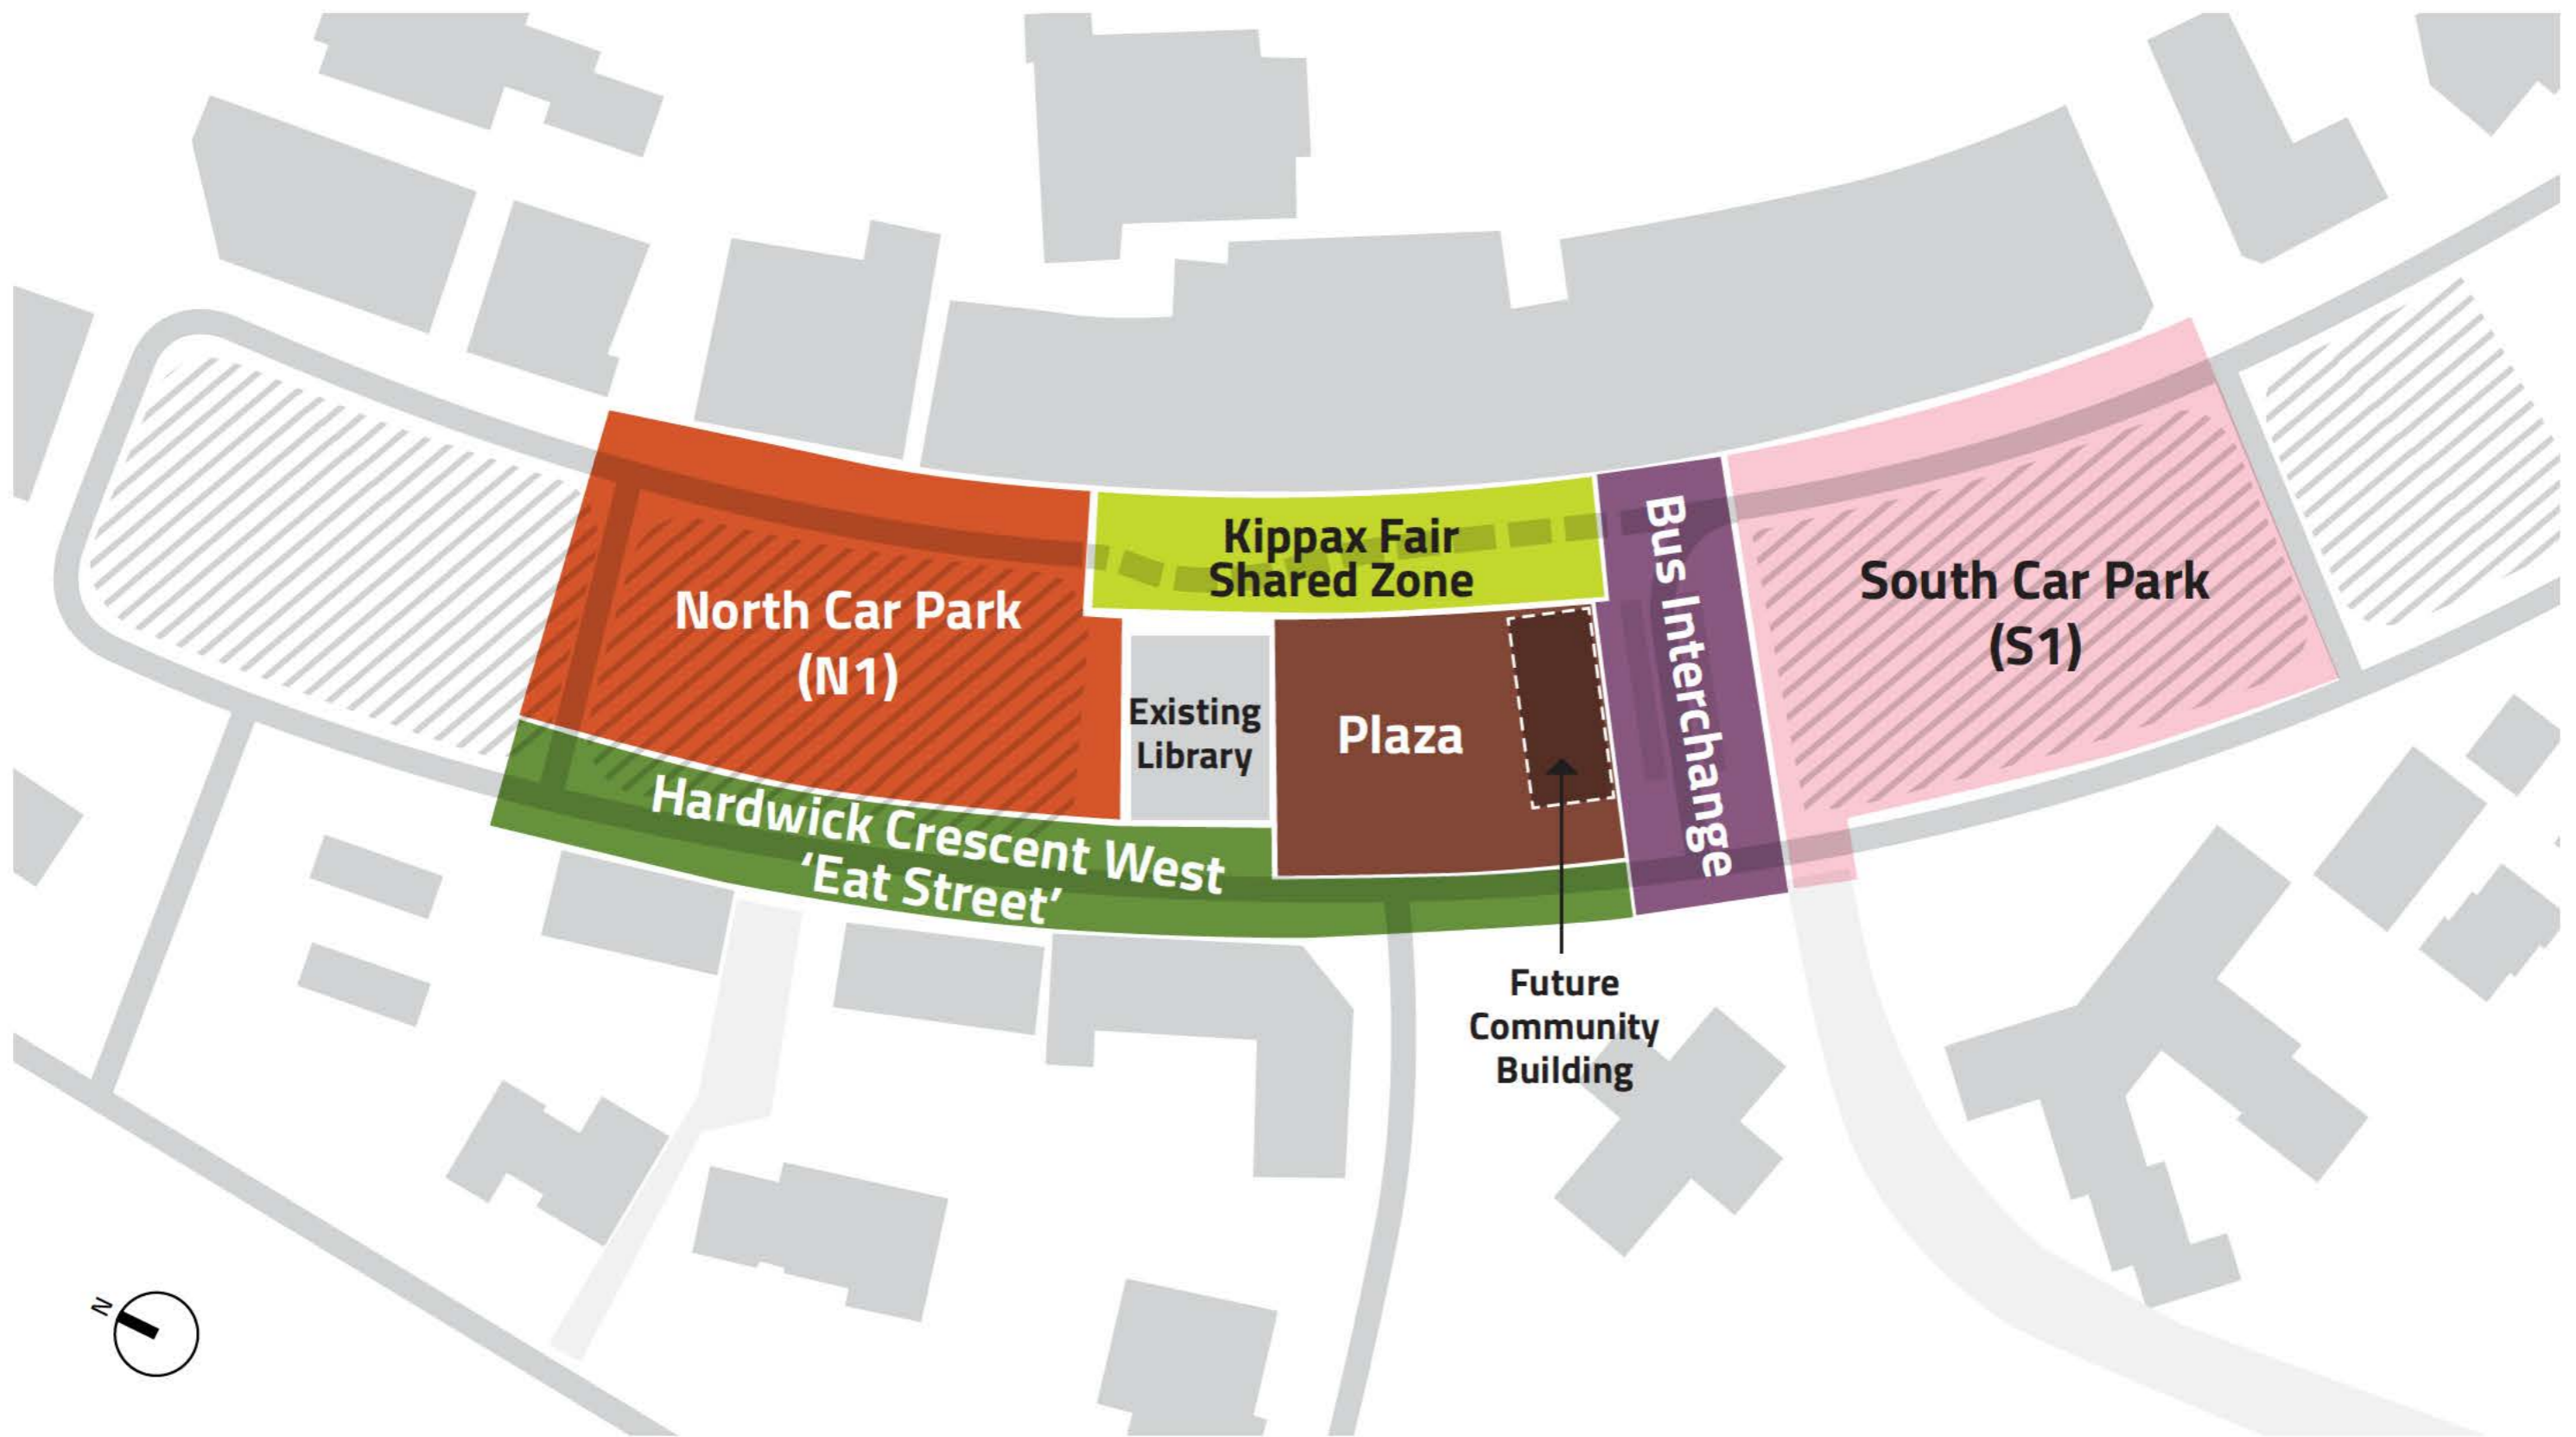 Kippax Fair
Shared Zone
North Car Park
(N1)
Existing
Library
Plaza
Bus Interchange
South Car Park
(S1)
Hardwick Crescent West
‘Eat Street’
Future
Community
Building
N